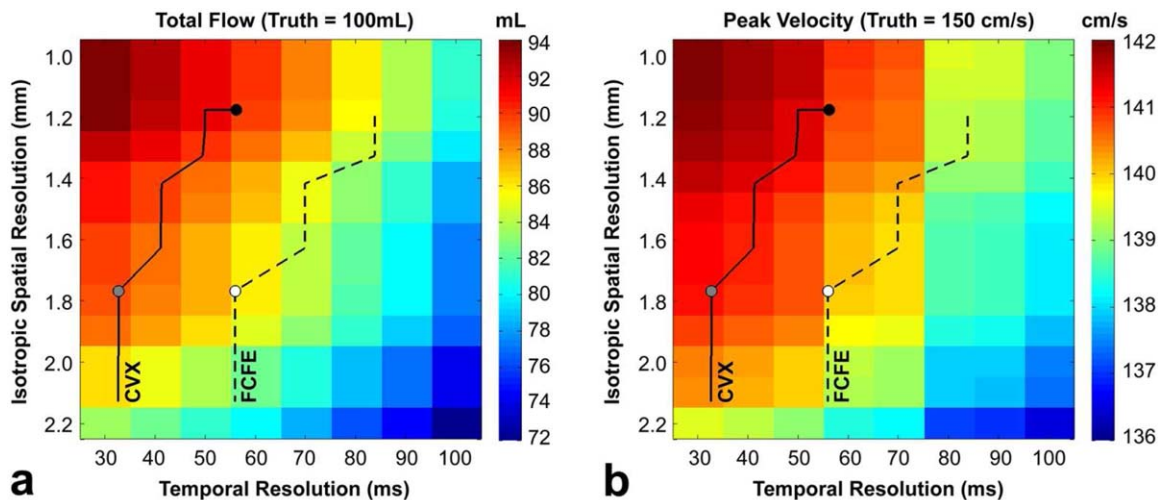 Total Flow (Truth = 100mL)
mL
Isotropic Spatial Resolution (mm)
1.0
1.2
1.4
1.6
1.8
2.0
2.2
CVX
FCFE
94
92
90
88
86
84
82
80
78
76
74
72
30 40 50 60 70 80 90 100
Temporal Resolution (ms)
a
Peak Velocity (Truth = 150 cm/s)
cm/s
Isotropic Spatial Resolution (mm)
1.0
1.2
1.4
1.6
1.8
2.0
2.2
CVX
FCFE
142
141
140
139
138
137
136
30 40 50 60 70 80 90 100
Temporal Resolution (ms)
b